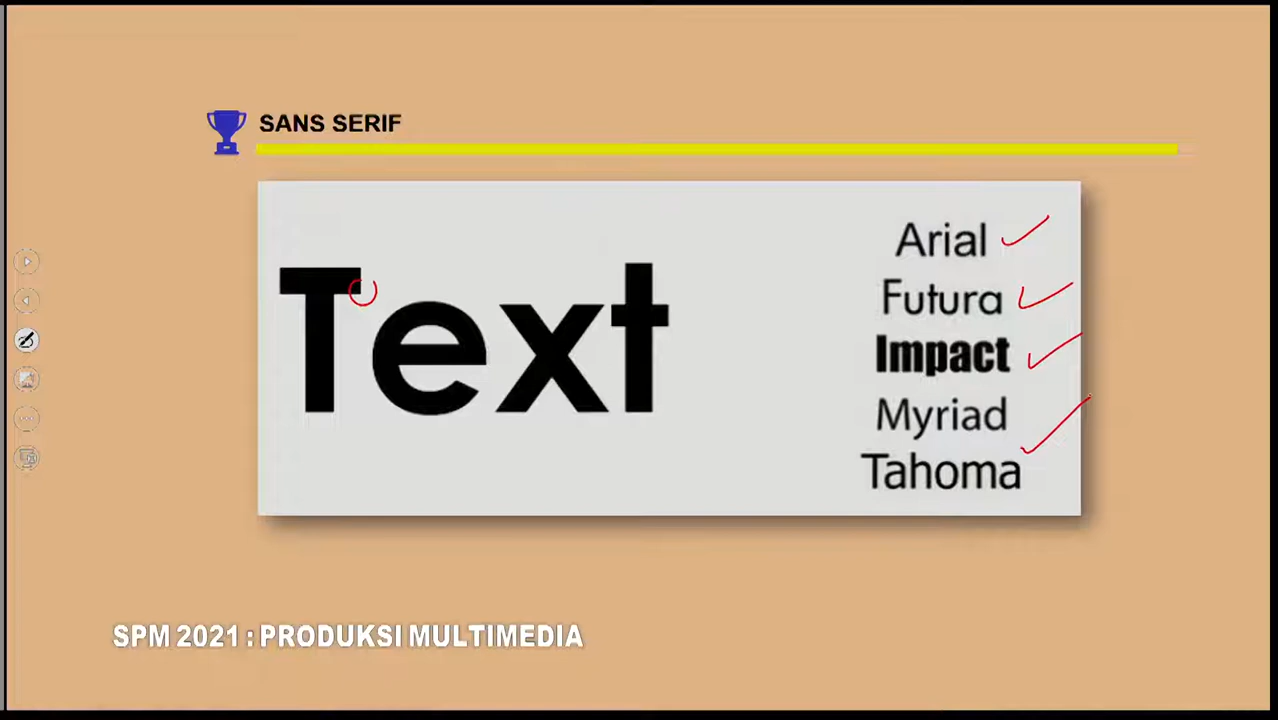 SANS SERIF
Text
Arial
Futura
Impact
Myriad
Tahoma
SPM 2021 : PRODUKSI MULTIMEDIA